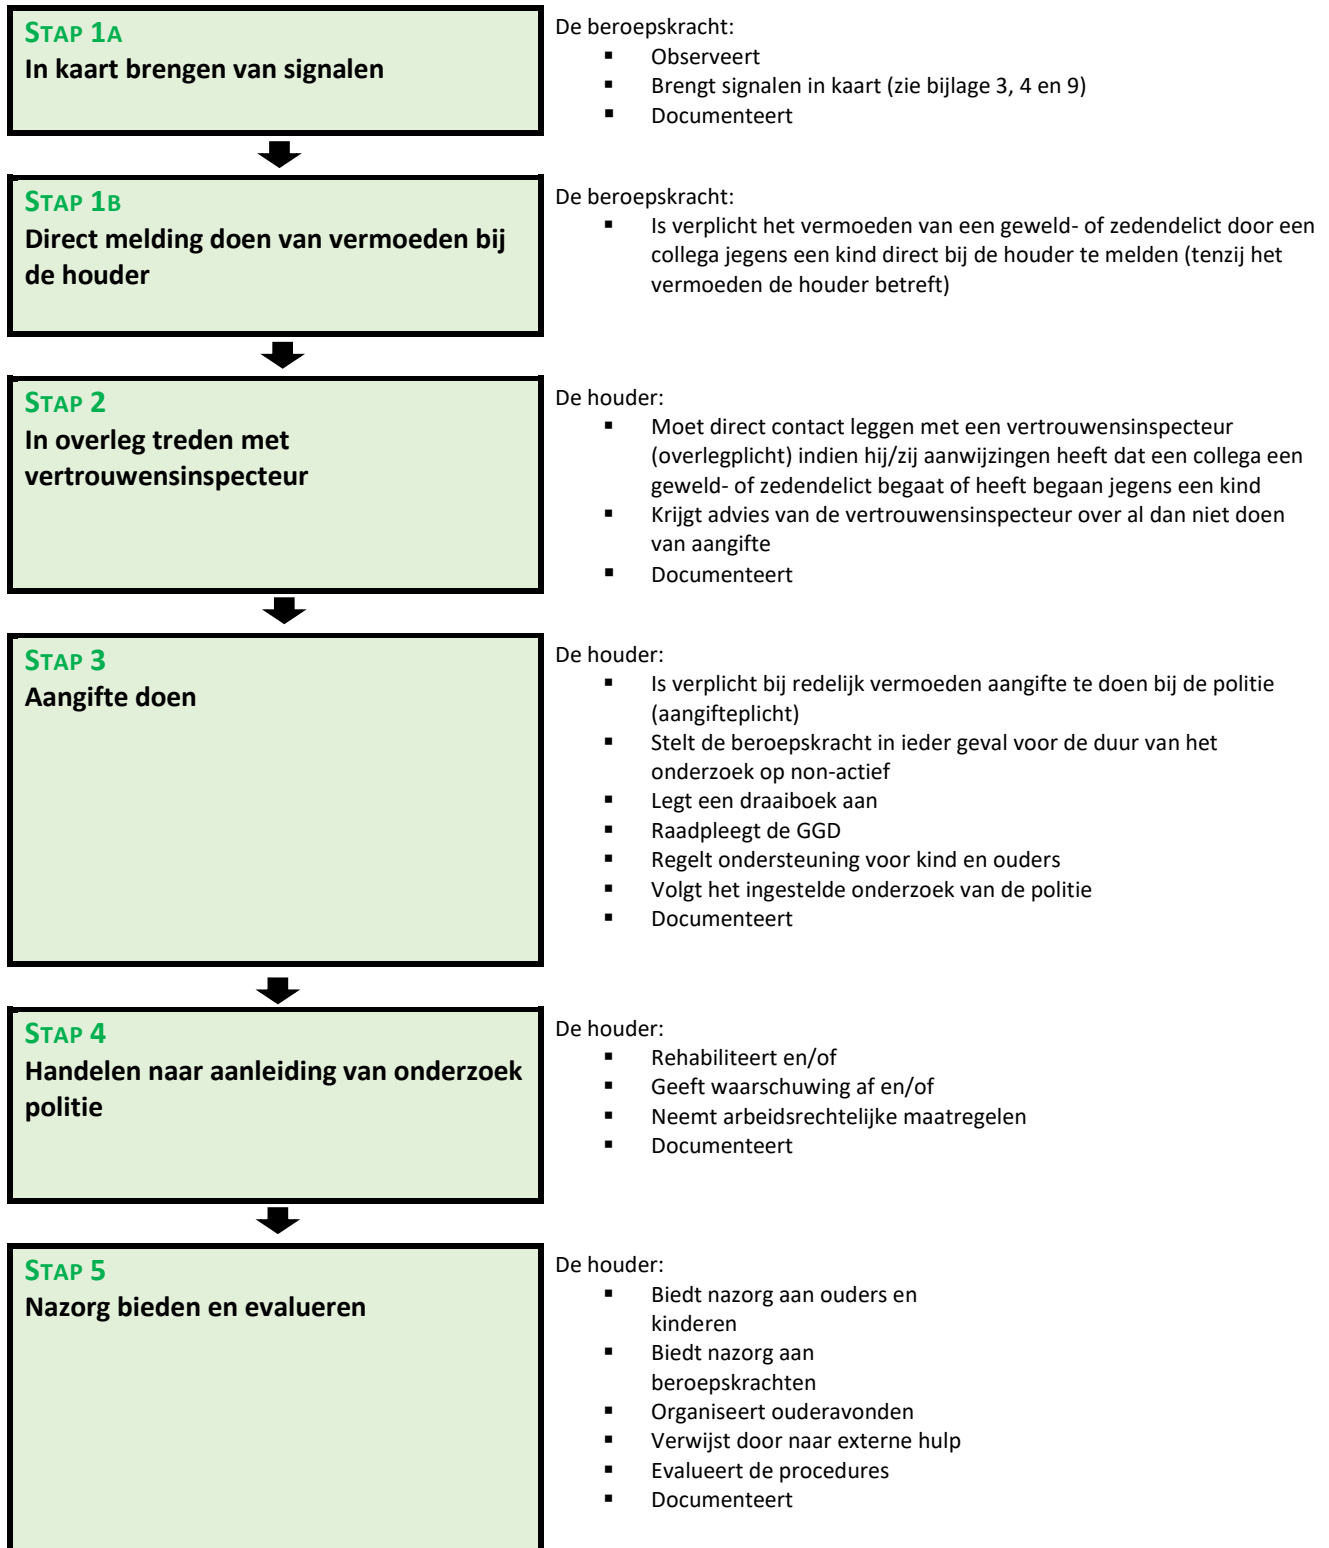 STAP 1A
In kaart brengen van signalen
De beroepskracht:
▪ Observeert
▪ Brengt signalen in kaart (zie bijlage 3, 4 en 9)
▪ Documenteert
STAP 1B
Direct melding doen van vermoeden bij
de houder
De beroepskracht:
▪ Is verplicht het vermoeden van een geweld- of zedendelict door een
collega jegens een kind direct bij de houder te melden (tenzij het
vermoeden de houder betreft)
STAP 2
In overleg treden met
vertrouwensinspecteur
De houder:
▪ Moet direct contact leggen met een vertrouwensinspecteur
(overlegplicht) indien hij/zij aanwijzingen heeft dat een collega een
geweld- of zedendelict begaat of heeft begaan jegens een kind
▪ Krijgt advies van de vertrouwensinspecteur over al dan niet doen
van aangifte
▪ Documenteert
STAP 3
Aangifte doen
De houder:
▪ Is verplicht bij redelijk vermoeden aangifte te doen bij de politie
(aangifteplicht)
▪ Stelt de beroepskracht in ieder geval voor de duur van het
onderzoek op non-actief
▪ Legt een draaiboek aan
▪ Raadpleegt de GGD
▪ Regelt ondersteuning voor kind en ouders
▪ Volgt het ingestelde onderzoek van de politie
▪ Documenteert
STAP 4
Handelen naar aanleiding van onderzoek
politie
De houder:
▪ Rehabiliteert en/of
▪ Geeft waarschuwing af en/of
▪ Neemt arbeidsrechtelijke maatregelen
▪ Documenteert
STAP 5
Nazorg bieden en evalueren
De houder:
▪ Biedt nazorg aan ouders en
kinderen
▪ Biedt nazorg aan
beroepskrachten
▪ Organiseert ouderavonden
▪ Verwijst door naar externe hulp
▪ Evalueert de procedures
▪ Documenteert